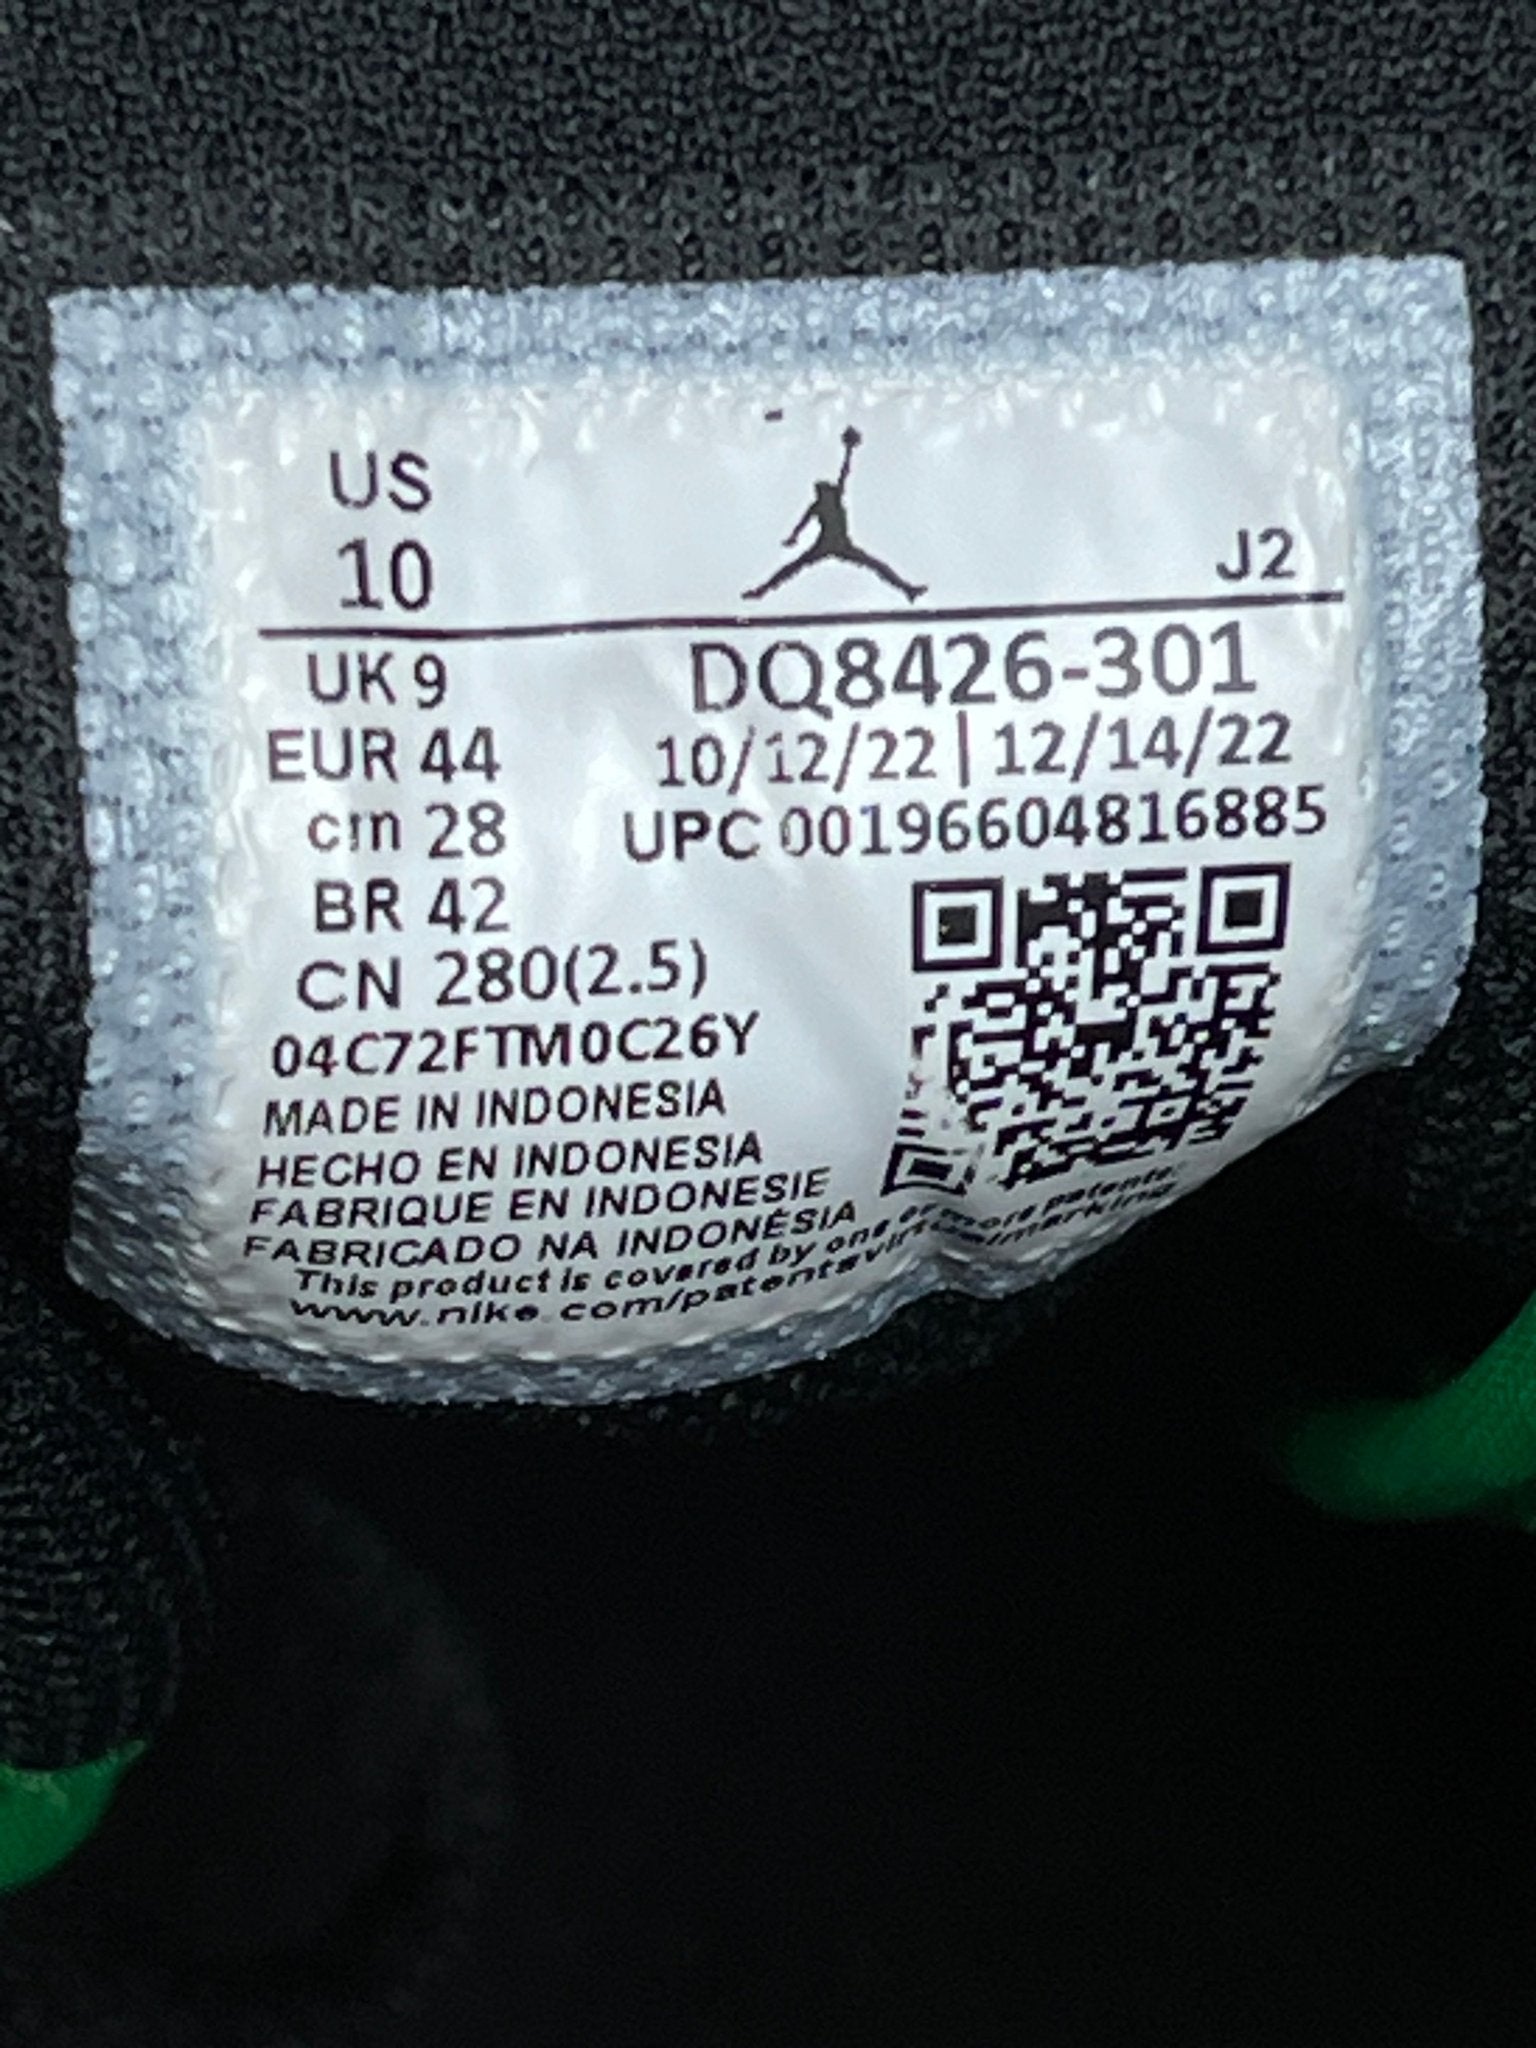 US
10
J2
UK 9
DQ8426-301
EUR 44
10/12/22 | 12/14/22
cm 28
UPC 00196604816885
BR 42
CN 280(2.5)
04C72FTM0C26Y
MADE IN INDONESIA
HECHO EN INDONESIA
FABRIQUE EN INDONESIE
FABRICADO NA INDONÉSIA
This product is covered by one or more patents.
www.nike.com/patentsvirtualmarking